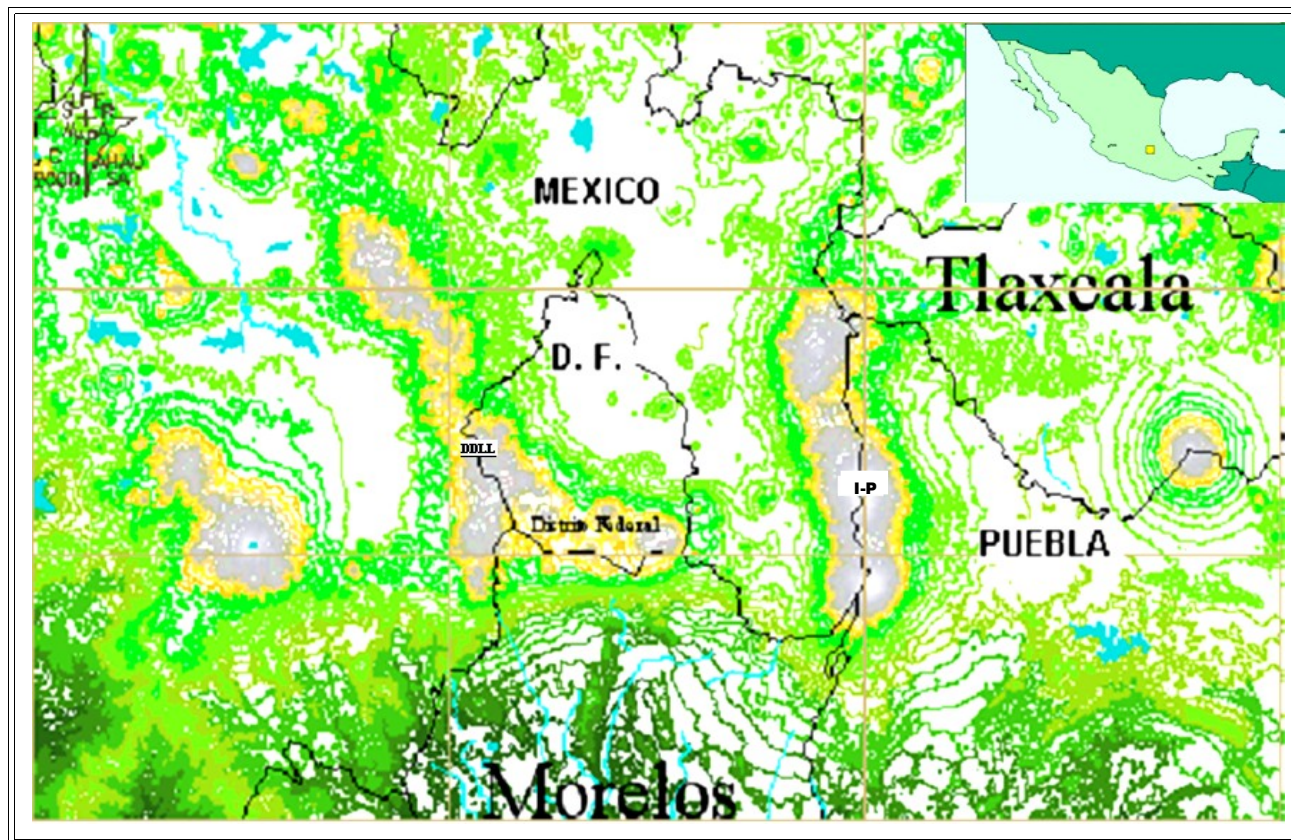 MEXICO
Tlaxcala
D. F.
DDLL
I-P
Distrito Federal
PUEBLA
Morelos